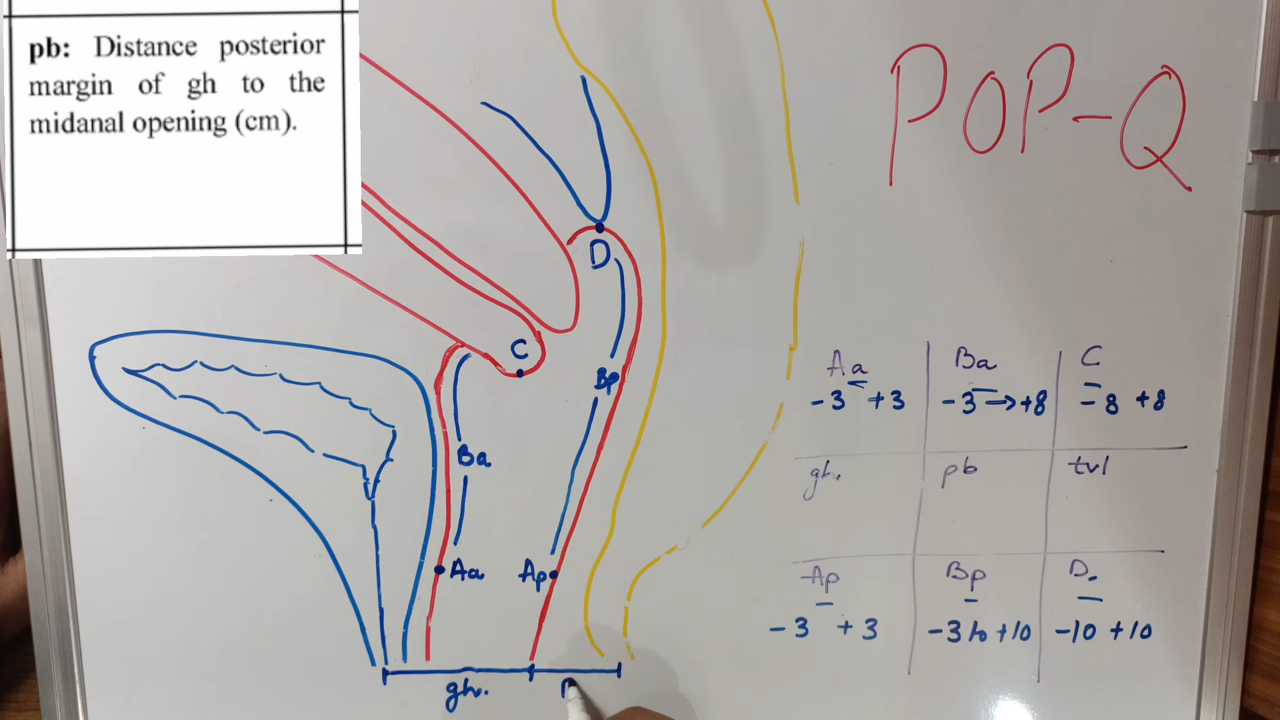 pb: Distance posterior
margin of gh to the
midanal opening (cm).
POP-Q
D
C
Bp
Ba
Aa
Ap
gh.
Aa Ba C
-3 +3 -3 → +8 -8 +8
gh. pb tvl
Ap Bp D.
-3 +3 -3 to +10 -10 +10